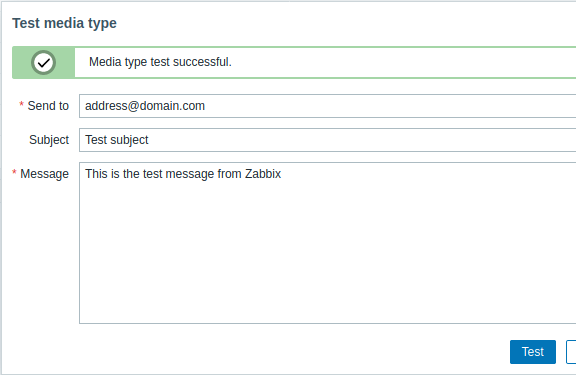 Test media type
Media type test successful.
* Send to
address@domain.com
Subject
Test subject
* Message
This is the test message from Zabbix
Test